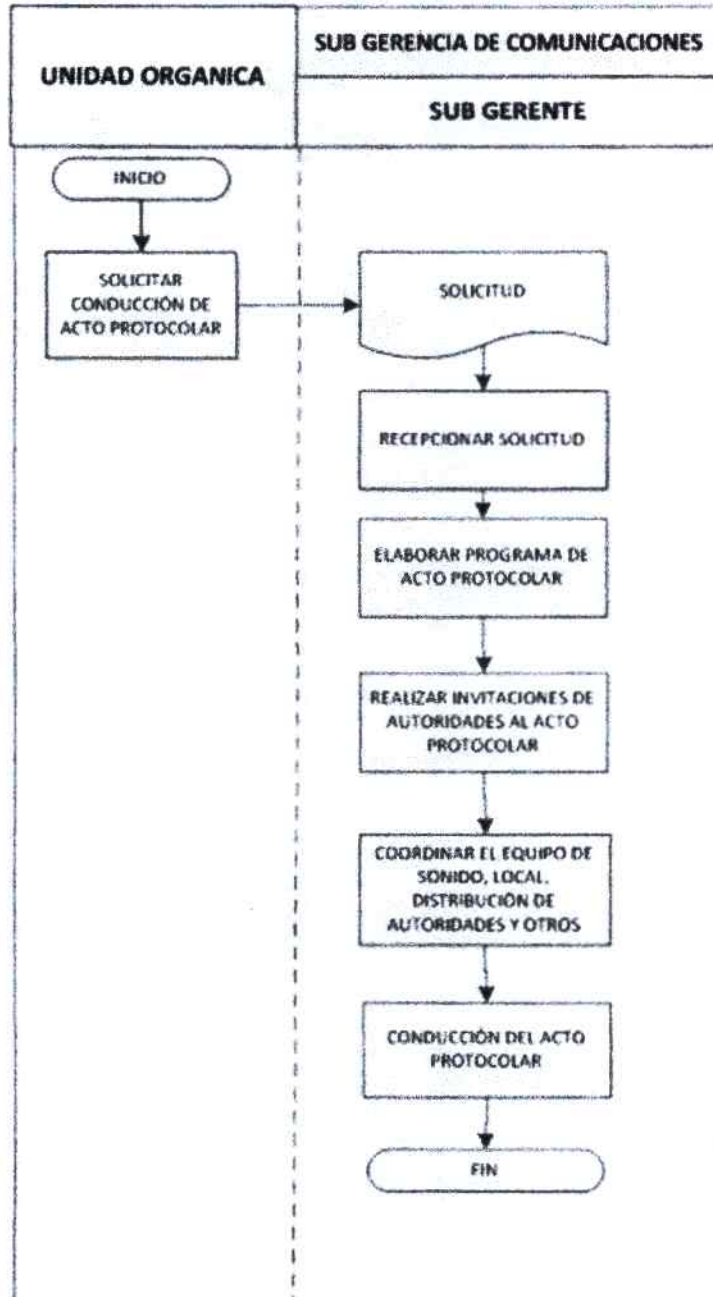 UNIDAD ORGANICA
SUB GERENCIA DE COMUNICACIONES
SUB GERENTE
INICIO
SOLICITAR
CONDUCCIÓN DE
ACTO PROTOCOLAR
SOLICITUD
RECEPCIONAR SOLICITUD
ELABORAR PROGRAMA DE
ACTO PROTOCOLAR
REALIZAR INVITACIONES DE
AUTORIDADES AL ACTO
PROTOCOLAR
COORDINAR EL EQUIPO DE
SONIDO, LOCAL,
DISTRIBUCIÓN DE
AUTORIDADES Y OTROS
CONDUCCIÓN DEL ACTO
PROTOCOLAR
FIN